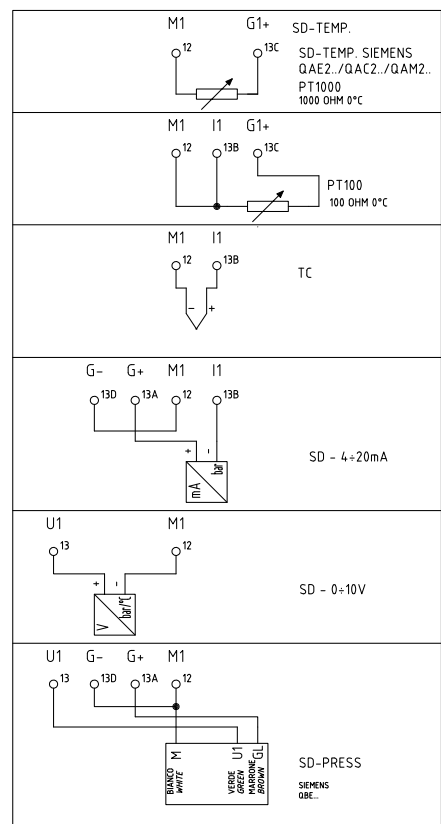 M1 G1+ SD-TEMP.
12 13C SD-TEMP. SIEMENS
QAE2../QAC2../QAM2..
PT1000
1000 OHM 0°C
M1 I1 G1+
12 13B 13C
PT100
100 OHM 0°C
M1 I1
12 13B
TC
- +
G- G+ M1 I1
13D 13A 12 13B
+ -
mA bar
SD - 4÷20mA
U1 M1
13 12
+ -
V bar/°C
SD - 0÷10V
U1 G- G+ M1
13 13D 13A 12
M U1 GL
BIANCO
WHITE
VERDE
GREEN
MARRONE
BROWN
SD-PRESS
SIEMENS
QBE...